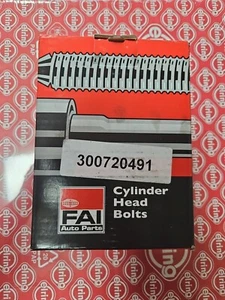 300720491
Cylinder
Head
Bolts
FAI
Auto Parts